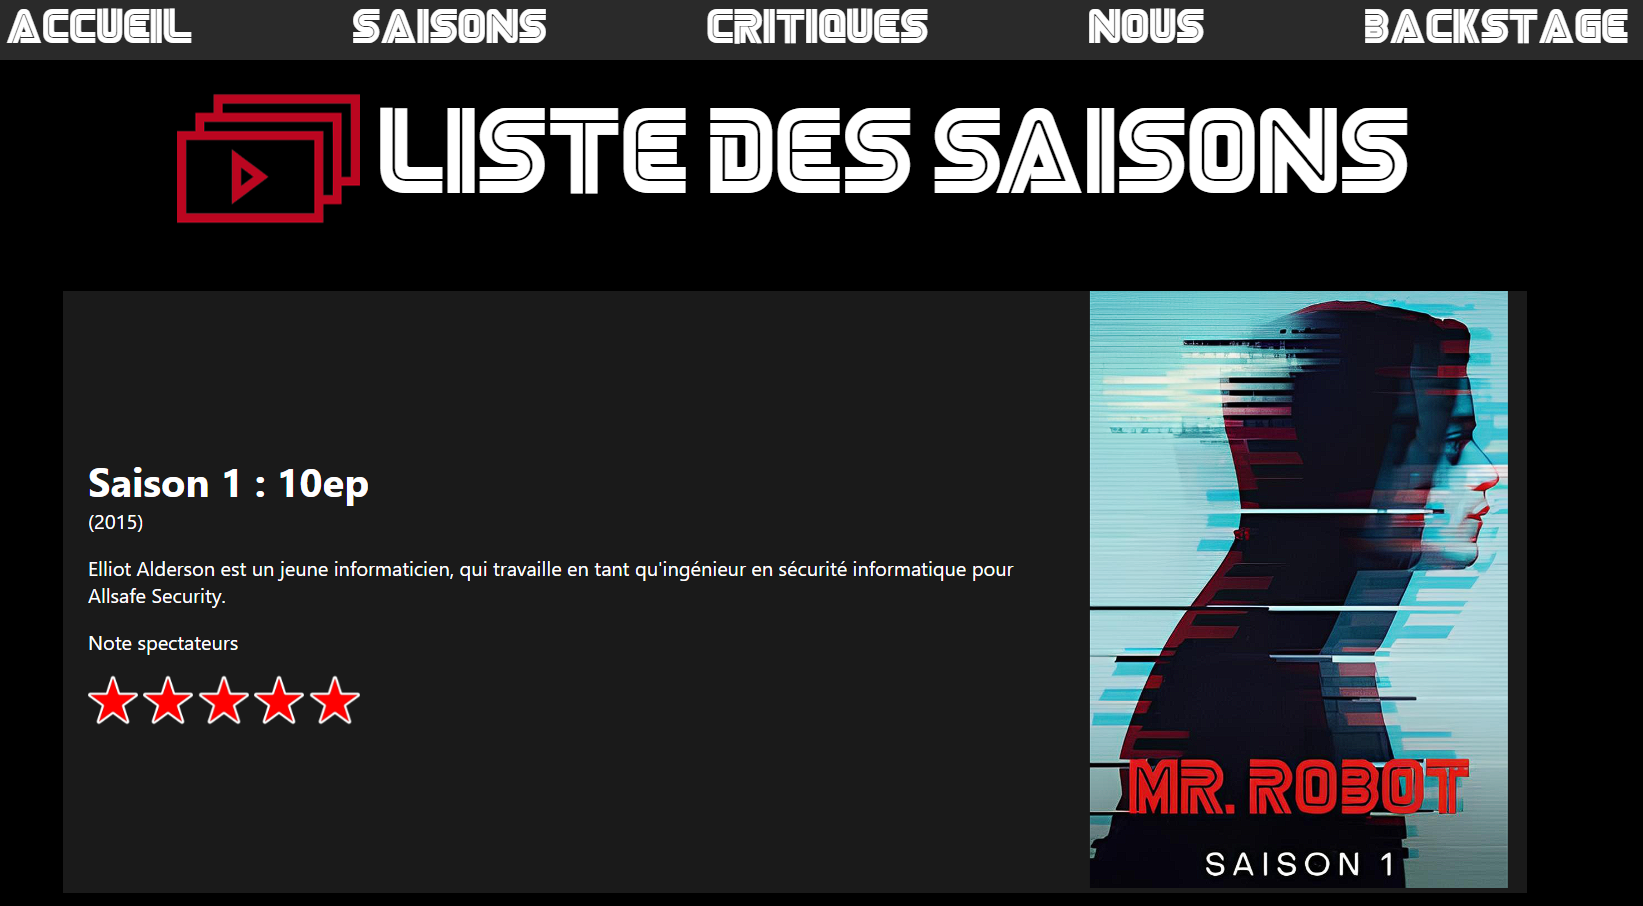 ACCUEIL SAISONS CRITIQUES NOUS BACKSTAGE
LISTE DES SAISONS
Saison 1 : 10ep
(2015)
Elliot Alderson est un jeune informaticien, qui travaille en tant qu'ingénieur en sécurité informatique pour
Allsafe Security.
Note spectateurs
MR. ROBOT
SAISON 1